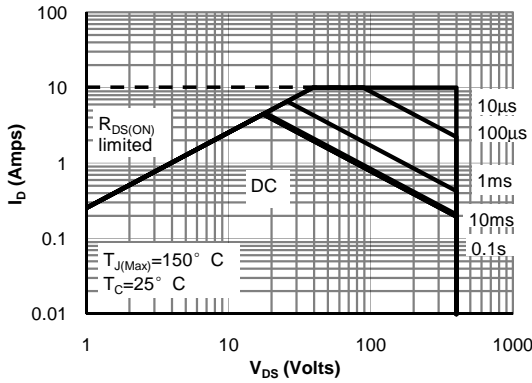 100
10
1
0.1
0.01
I_D (Amps)
R_DS(ON)
limited
DC
T_J(Max)=150° C
T_C=25° C
10µs
100µs
1ms
10ms
0.1s
1
10
100
1000
V_DS (Volts)